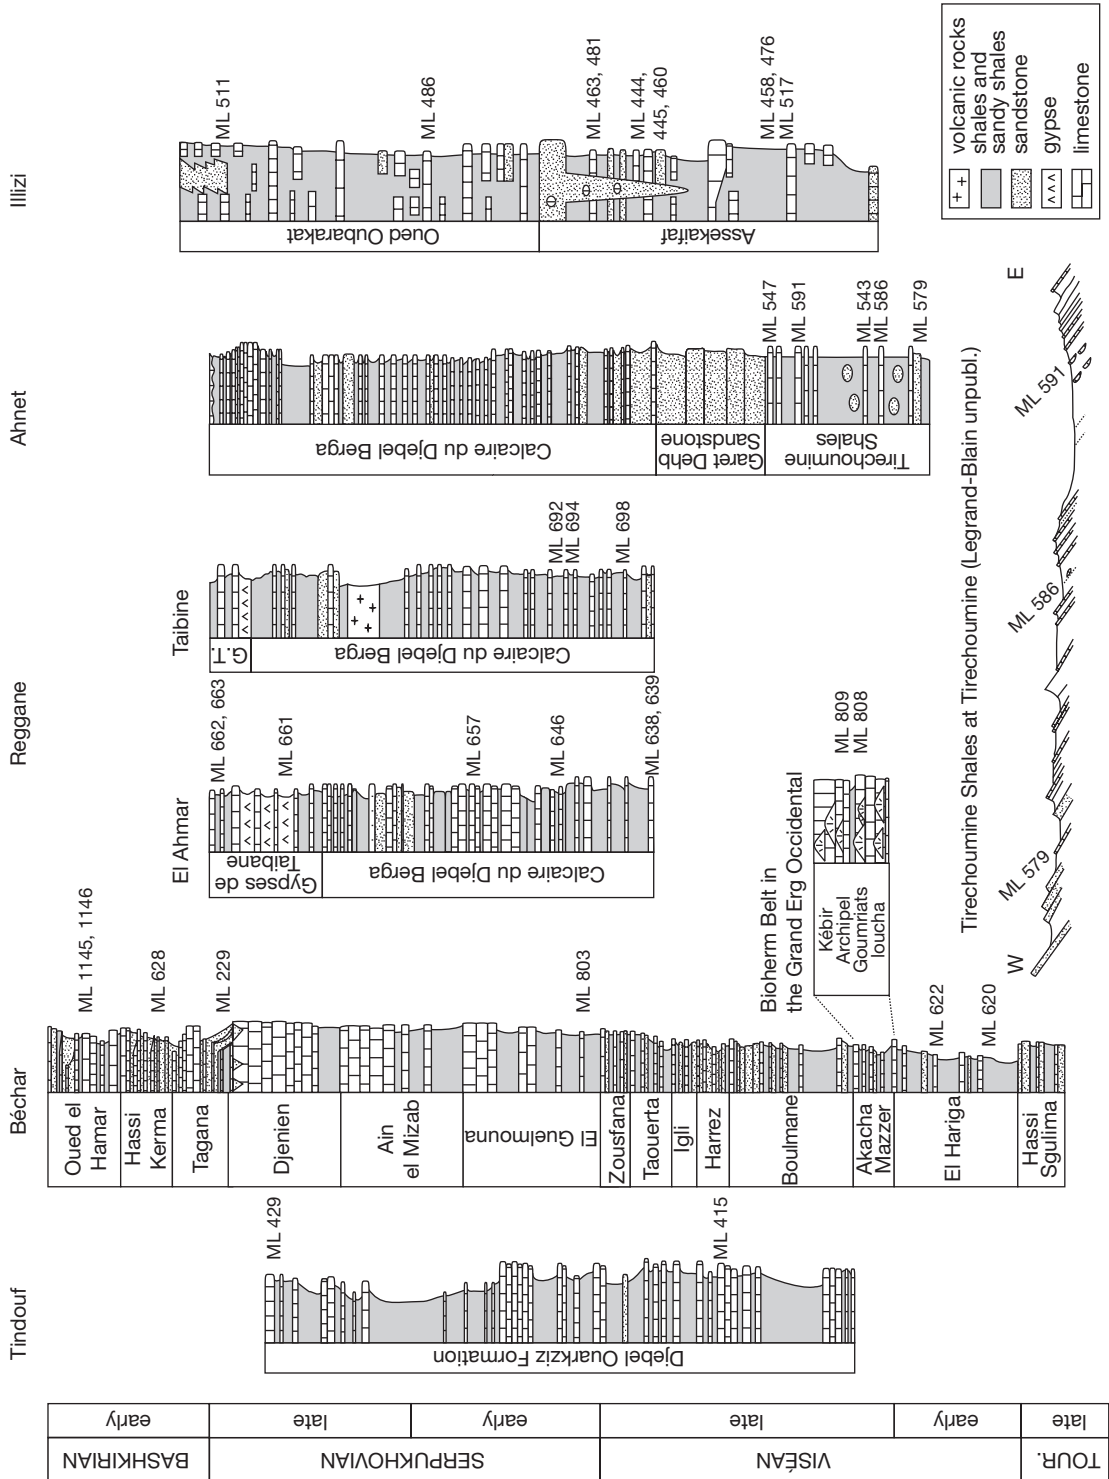 Tindouf
Béchar
Reggane
Ahnet
Illizi
BASHKIRIAN
early
SERPUKHOVIAN
late
early
VISÉAN
late
early
TOUR.
late
Djebel Ouarkziz Formation
ML 429
ML 415
Oued el
Hamar
Hassi
Kerma
Tagana
Djenien
Ain
el Mizab
El Guelmouna
Zousfana
Taouerta
Igli
Harrez
Boulmane
Akacha
Mazzer
El Hariga
Hassi
Sgulima
ML 1145, 1146
ML 628
ML 229
ML 803
ML 622
ML 620
Bioherm Belt in
the Grand Erg Occidental
Kébir
Archipel
Goumriats
Ioucha
ML 809
ML 808
El Ahmar
Gypses de
Taibane
Calcaire du Djebel Berga
ML 662, 663
ML 661
ML 657
ML 646
ML 638, 639
Taibine
G.T.
Calcaire du Djebel Berga
ML 692
ML 694
ML 698
Calcaire du Djebel Berga
Garet Dehb
Sandstone
Tirechoumine
Shales
ML 547
ML 591
ML 543
ML 586
ML 579
Oued Oubarakat
Assekaifaf
ML 511
ML 486
ML 463, 481
ML 444,
445, 460
ML 458, 476
ML 517
Tirechoumine Shales at Tirechoumine (Legrand-Blain unpubl.)
W
E
ML 579
ML 586
ML 591
volcanic rocks
shales and
sandy shales
sandstone
gypse
limestone